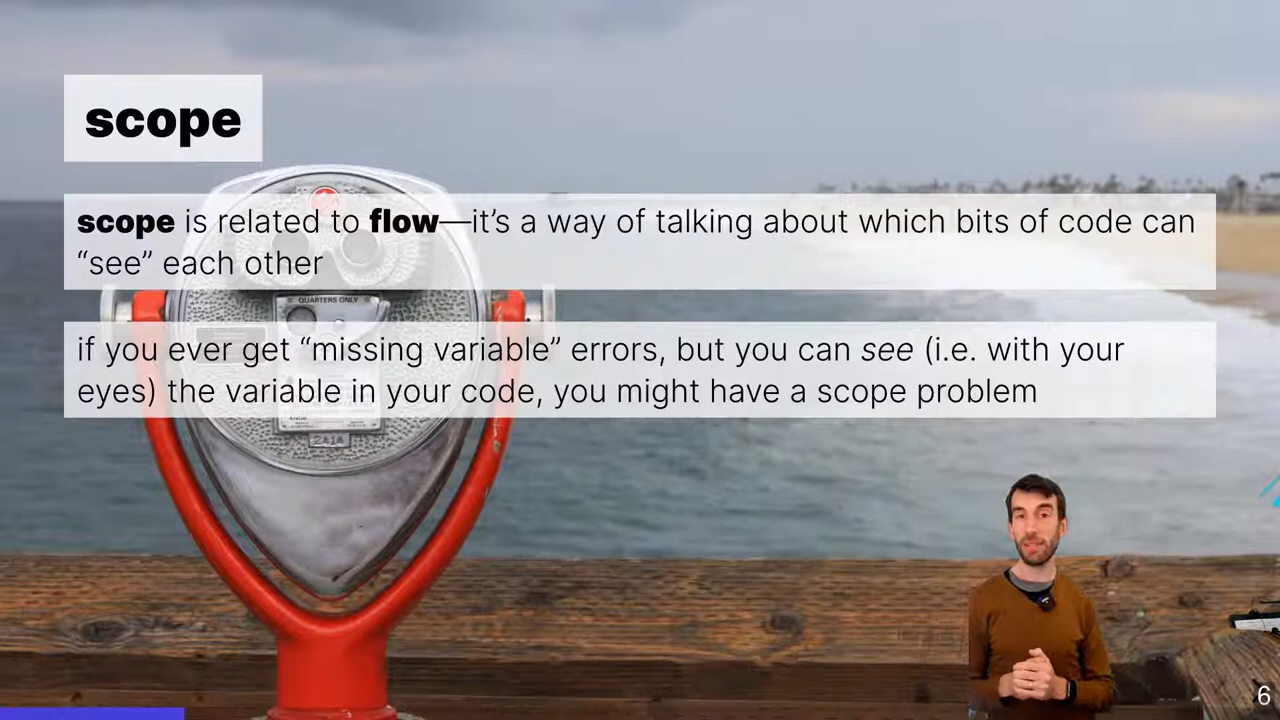 scope
scope is related to flow—it’s a way of talking about which bits of code can
“see” each other
QUARTERS ONLY
if you ever get “missing variable” errors, but you can see (i.e. with your
eyes) the variable in your code, you might have a scope problem
2414
6